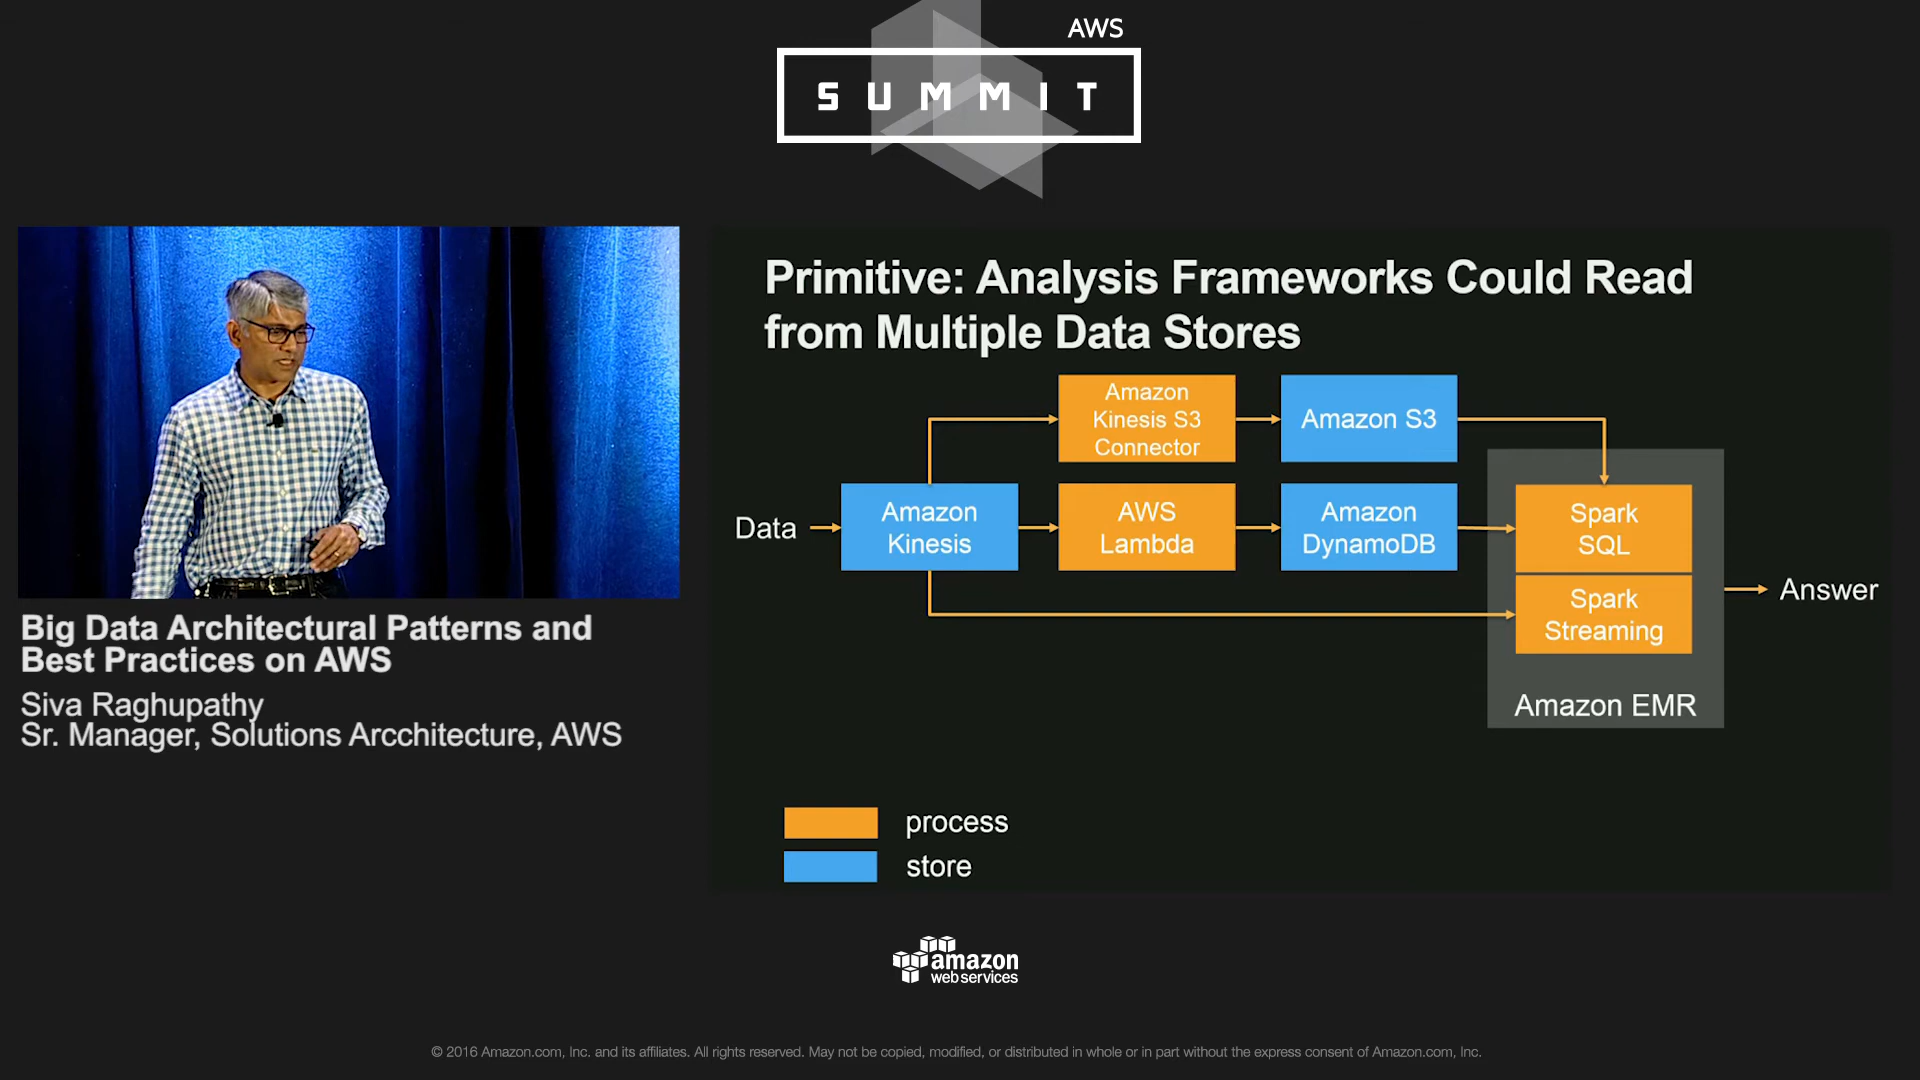 AWS
SUMMIT
Primitive: Analysis Frameworks Could Read
from Multiple Data Stores
Amazon
Kinesis S3
Connector
Amazon S3
Data
Amazon
Kinesis
AWS
Lambda
Amazon
DynamoDB
Spark
SQL
Spark
Streaming
Answer
Amazon EMR
process
store
Big Data Architectural Patterns and
Best Practices on AWS
Siva Raghupathy
Sr. Manager, Solutions Arcchitecture, AWS
amazon
webservices
© 2016 Amazon.com, Inc. and its affiliates. All rights reserved. May not be copied, modified, or distributed in whole or in part without the express consent of Amazon.com, Inc.